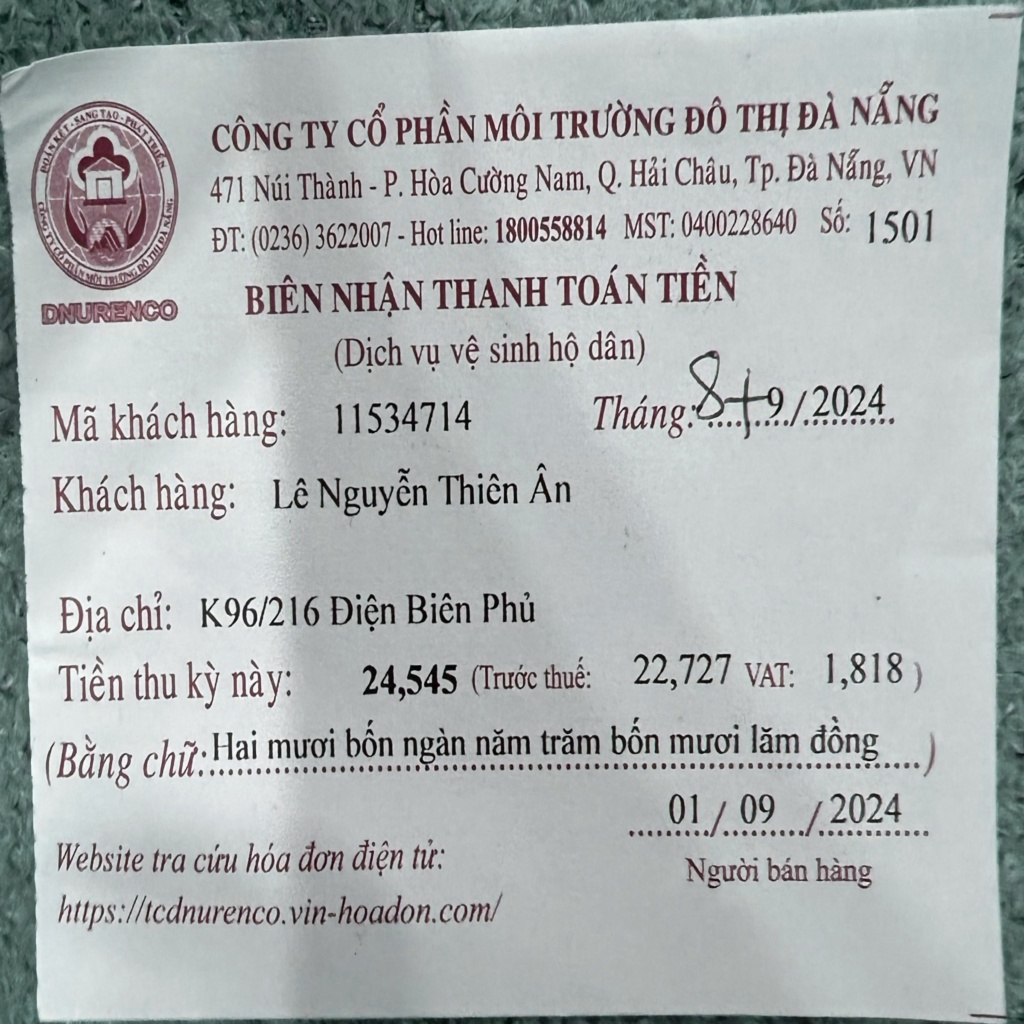 ĐOÀN KẾT - SANG TẠO - PHÁT TRIỂN
CÔNG TY CỔ PHẦN MÔI TRƯỜNG ĐÔ THỊ ĐÀ NẴNG
DNURENCO
CÔNG TY CỔ PHẦN MÔI TRƯỜNG ĐÔ THỊ ĐÀ NẴNG
471 Núi Thành - P. Hòa Cường Nam, Q. Hải Châu, Tp. Đà Nẵng, VN
ĐT: (0236) 3622007 - Hot line: 1800558814 MST: 0400228640 Số: 1501
BIÊN NHẬN THANH TOÁN TIỀN
(Dịch vụ vệ sinh hộ dân)
Mã khách hàng: 11534714 Tháng: 8+9/2024
Khách hàng: Lê Nguyễn Thiên Ân
Địa chỉ: K96/216 Điện Biên Phủ
Tiền thu kỳ này: 24,545 (Trước thuế: 22,727 VAT: 1,818 )
(Bằng chữ: Hai mươi bốn ngàn năm trăm bốn mươi lăm đồng )
01 / 09 / 2024
Người bán hàng
Website tra cứu hóa đơn điện tử:
https://tcdnurenco.vin-hoadon.com/